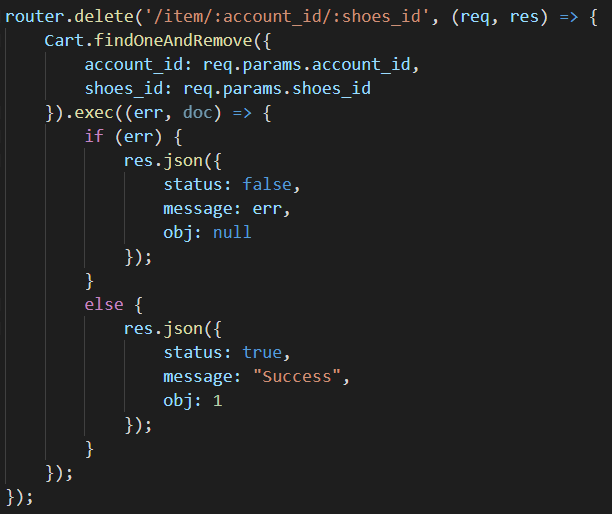 router.delete('/item/:account_id/:shoes_id', (req, res) => {
    Cart.findOneAndRemove({
        account_id: req.params.account_id,
        shoes_id: req.params.shoes_id
    }).exec((err, doc) => {
        if (err) {
            res.json({
                status: false,
                message: err,
                obj: null
            });
        }
        else {
            res.json({
                status: true,
                message: "Success",
                obj: 1
            });
        }
    });
});